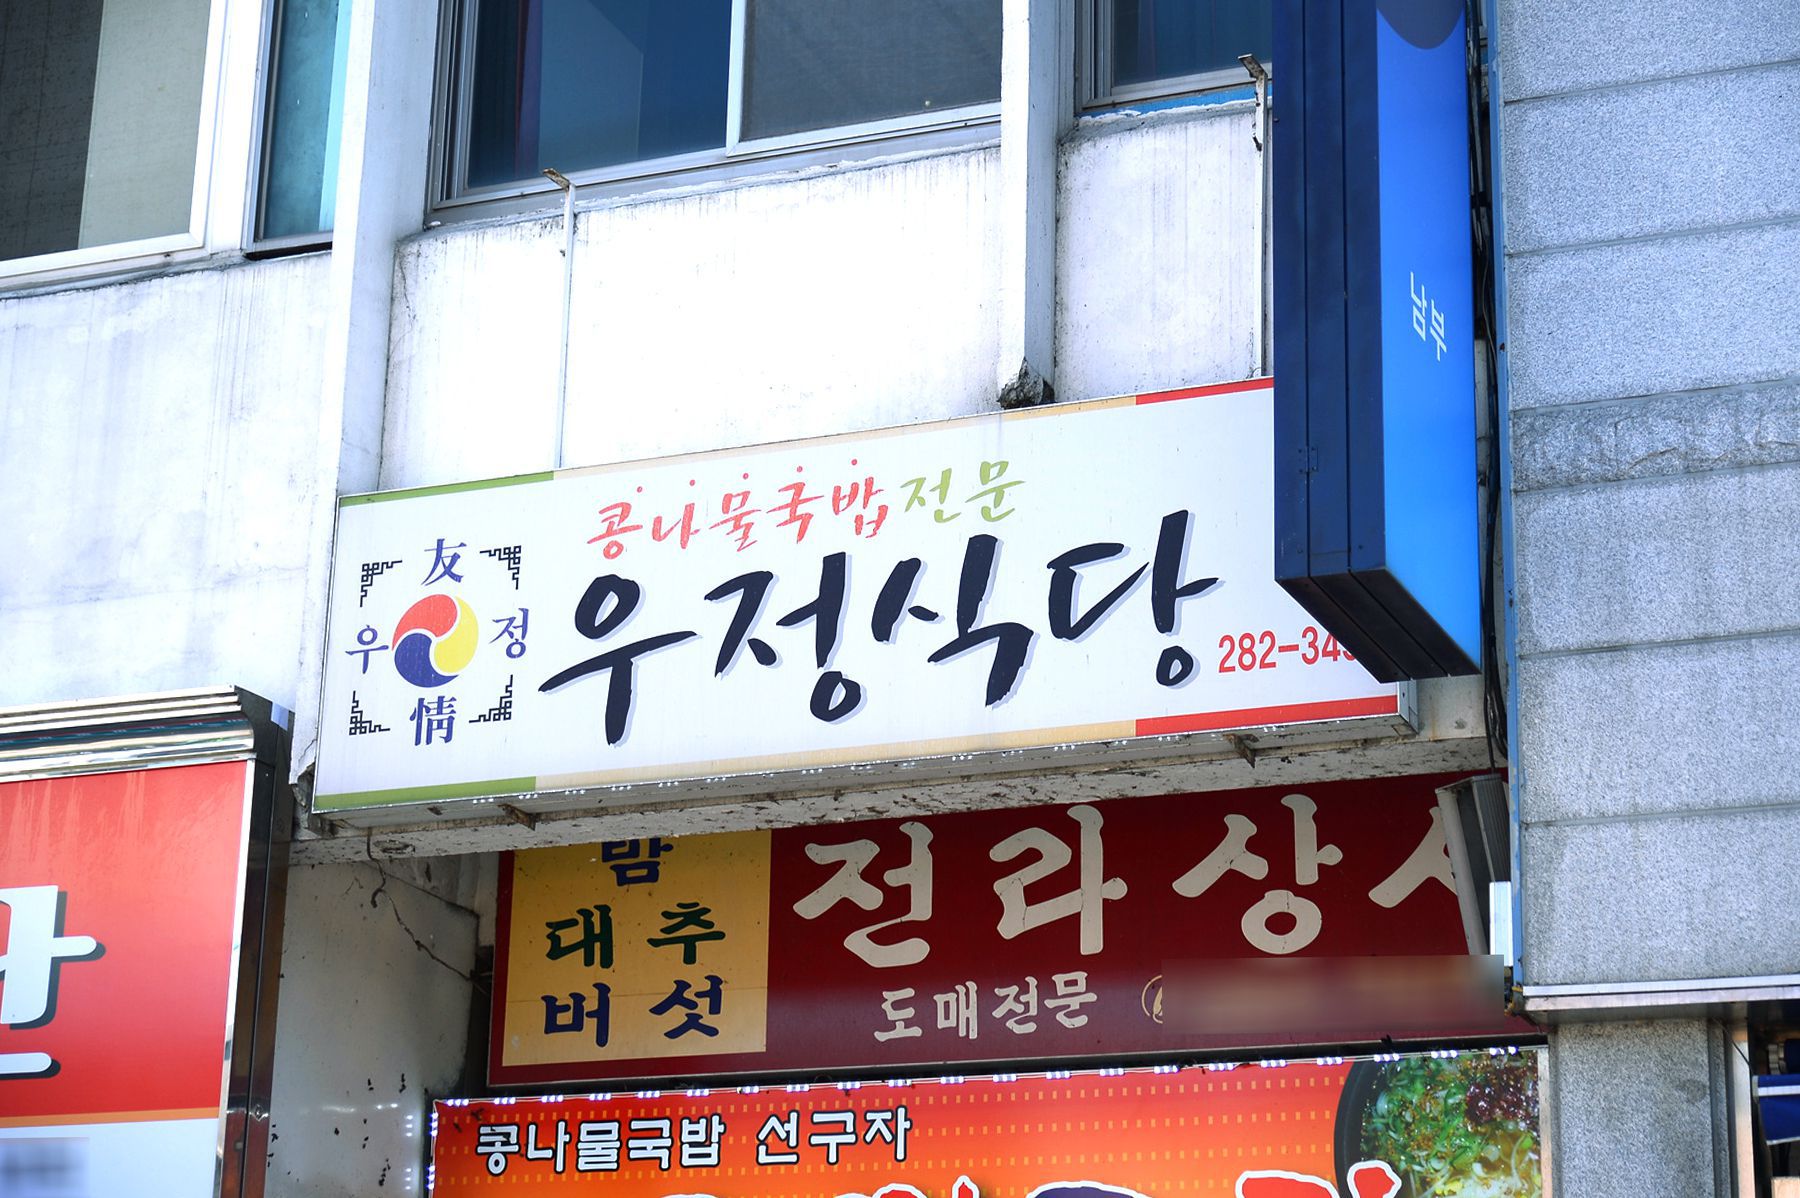 남부
콩나물국밥전문
友
우 정
情
우정식당
282-343
밤
대추
버섯
전라상
도매전문
콩나물국밥 선구자